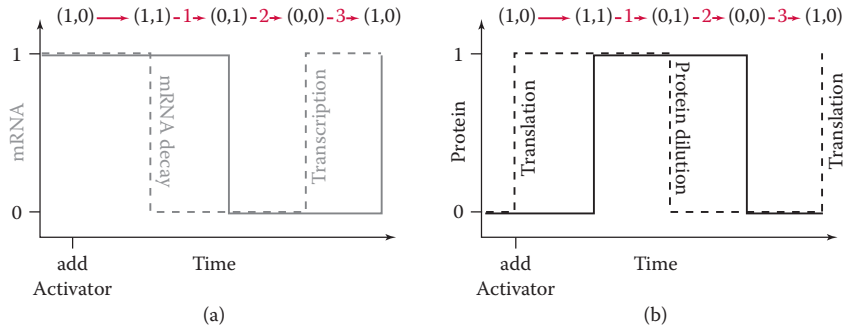 (1,0) → (1,1) -1→ (0,1) -2→ (0,0) -3→ (1,0)
1
mRNA
0
mRNA decay
Transcription
add
Activator
Time
(a)
(1,0) → (1,1) -1→ (0,1) -2→ (0,0) -3→ (1,0)
1
Protein
0
Translation
Protein dilution
Translation
add
Activator
Time
(b)